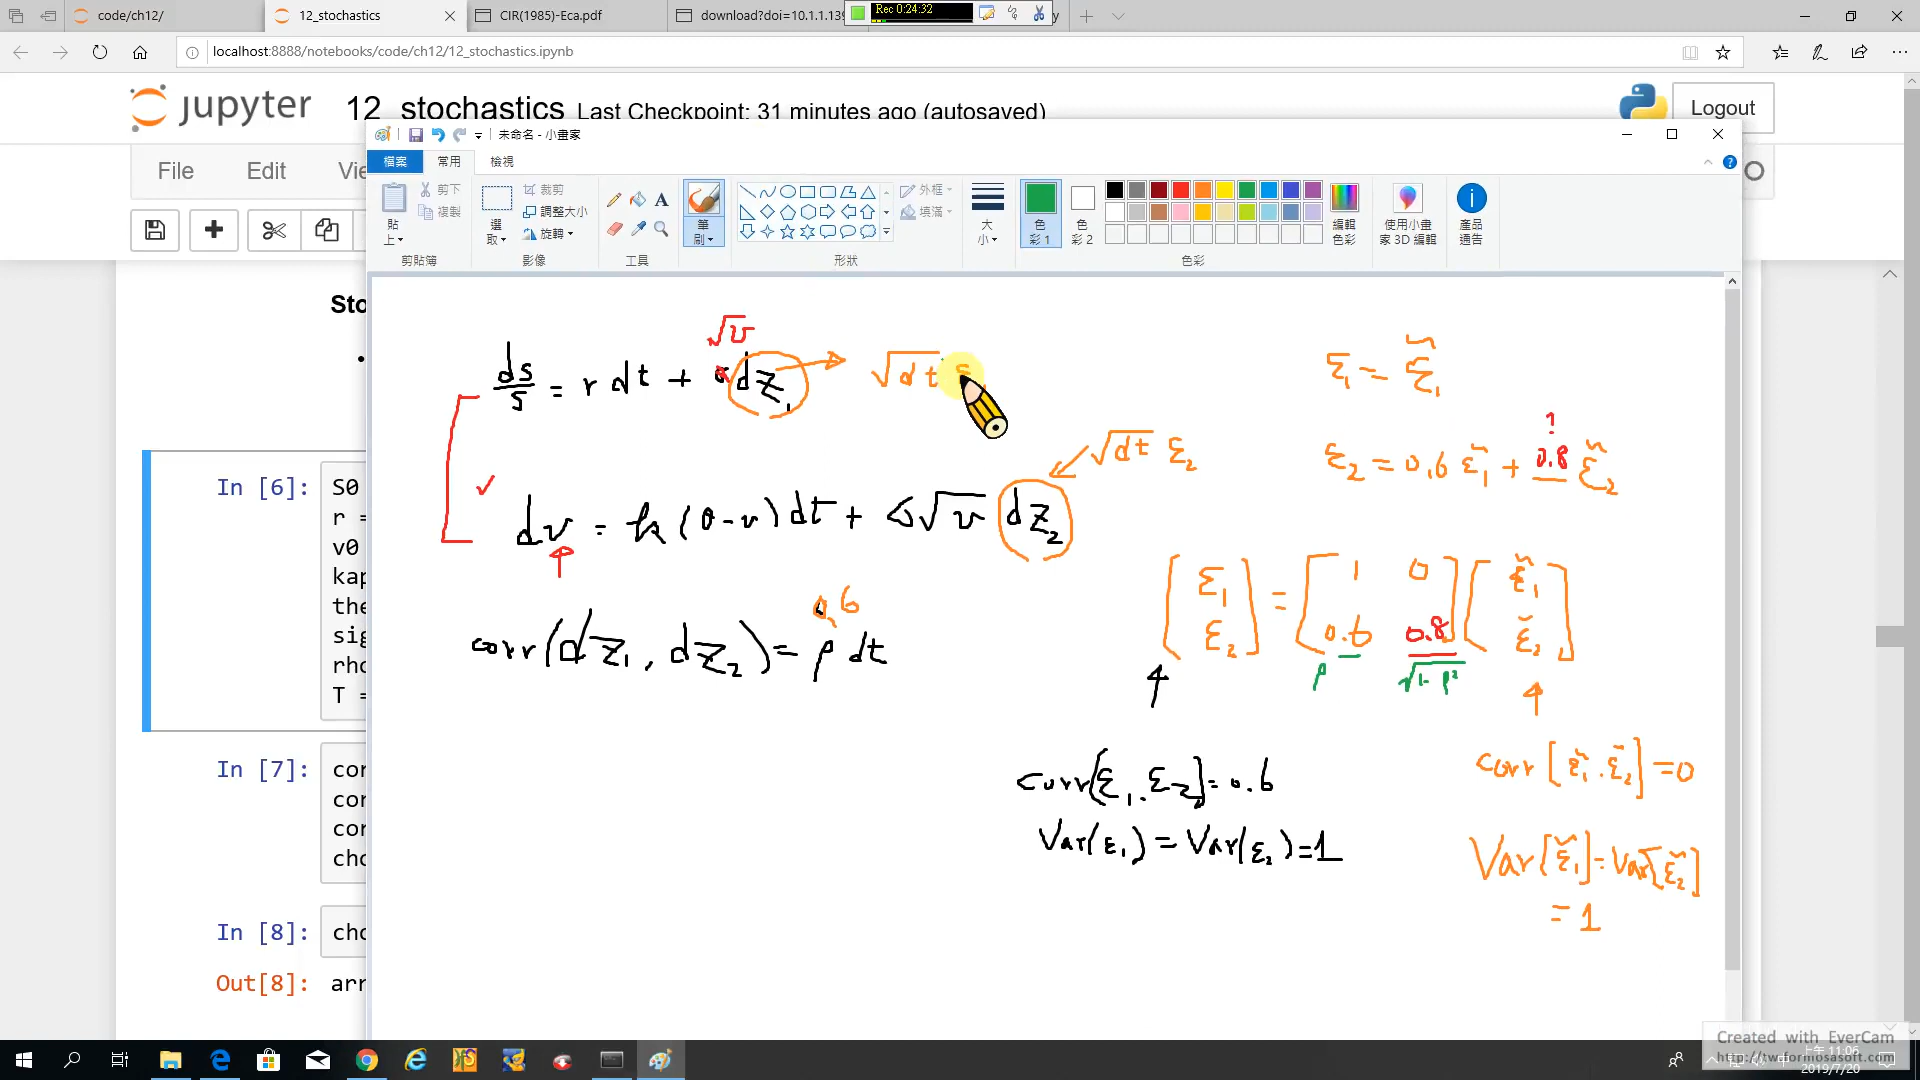 code/ch12/
12_stochastics
CIR(1985)-Eca.pdf
download?doi=10.1.1.139
Rec 0:24:32
localhost:8888/notebooks/code/ch12/12_stochastics.ipynb
jupyter 12_stochastics Last Checkpoint: 31 minutes ago (autosaved)
Logout
File Edit Vi
未命名 - 小畫家
檔案 常用 檢視
貼上 剪下 複製
剪貼簿
選取 裁剪 調整大小 旋轉
影像
工具
筆刷
外框 填滿
形狀
大小
色彩 1
色彩 2
編輯色彩
色彩
使用小畫家 3D 編輯
產品通告
Sto
√v
ds/s = r dt + σ dz₁ → √dt ε
ε₁ = ε̃₁
?
ε₂ = 0.6 ε̃₁ + 0.8 ε̃₂
√dt ε₂
✓
dv = k(θ-v)dt + σ√v dz₂
[ε₁ ε₂] = [1 0 0.6 0.8] [ε̃₁ ε̃₂]
ρ √1-ρ²
0.6
corr(dz₁, dz₂) = ρ dt
corr[ε₁.ε₂] = 0.6
Var(ε₁) = Var(ε₂) = 1
corr[ε̃₁.ε̃₂] = 0
Var[ε̃₁] = Var[ε̃₂]
= 1
In [6]:
S0
r =
v0
kap
the
sig
rho
T =
In [7]:
cor
cor
cor
cho
In [8]: cho
Out[8]: arr
Created with EverCam
http://tw.formosasoft.com
上午 11:06
2019/7/20